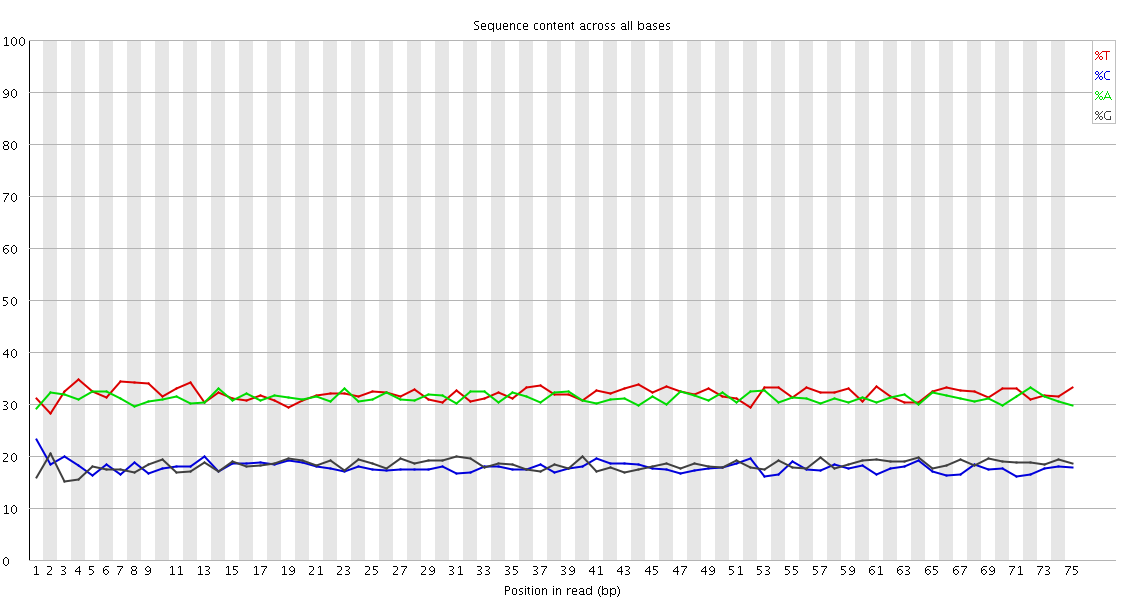 Sequence content across all bases
100
90
80
70
60
50
40
30
20
10
0
%T
%C
%A
%G
1 2 3 4 5 6 7 8 9 11 13 15 17 19 21 23 25 27 29 31 33 35 37 39 41 43 45 47 49 51 53 55 57 59 61 63 65 67 69 71 73 75
Position in read (bp)